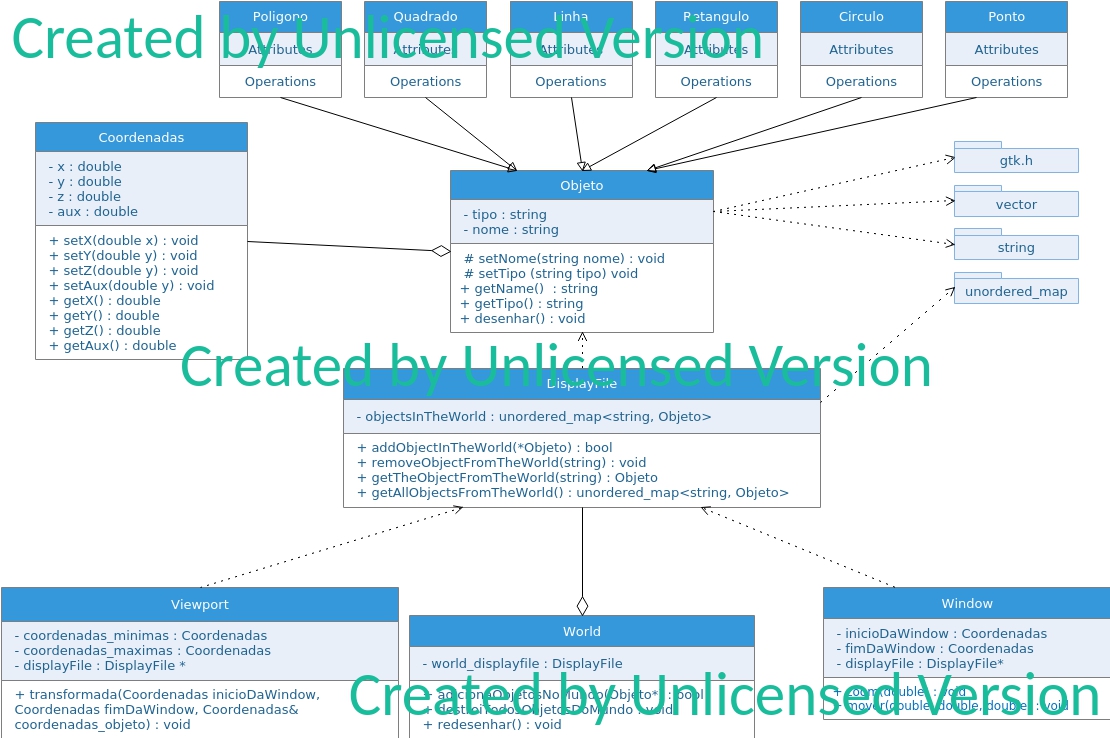 Poligono
Attributes
Operations
Quadrado
Attributes
Operations
Linha
Attributes
Operations
Retangulo
Attributes
Operations
Circulo
Attributes
Operations
Ponto
Attributes
Operations
Created by Unlicensed Version
Coordenadas
- x : double
- y : double
- z : double
- aux : double
+ setX(double x) : void
+ setY(double y) : void
+ setZ(double y) : void
+ setAux(double y) : void
+ getX() : double
+ getY() : double
+ getZ() : double
+ getAux() : double
Objeto
- tipo : string
- nome : string
# setNome(string nome) : void
# setTipo (string tipo) void
+ getName() : string
+ getTipo() : string
+ desenhar() : void
gtk.h
vector
string
unordered_map
Created by Unlicensed Version
DisplayFile
- objectsInTheWorld : unordered_map<string, Objeto>
+ addObjectInTheWorld(*Objeto) : bool
+ removeObjectFromTheWorld(string) : void
+ getTheObjectFromTheWorld(string) : Objeto
+ getAllObjectsFromTheWorld() : unordered_map<string, Objeto>
Viewport
- coordenadas_minimas : Coordenadas
- coordenadas_maximas : Coordenadas
- displayFile : DisplayFile *
+ transformada(Coordenadas inicioDaWindow,
Coordenadas fimDaWindow, Coordenadas&
coordenadas_objeto) : void
World
- world_displayfile : DisplayFile
+ adicionaObjetosNoMundo(Objeto*) : bool
+ destroiTodosObjetosDoMundo : void
+ redesenhar() : void
Window
- inicioDaWindow : Coordenadas
- fimDaWindow : Coordenadas
- displayFile : DisplayFile*
+ zoom(double) : void
+ mover(double, double, double) : void
Created by Unlicensed Version